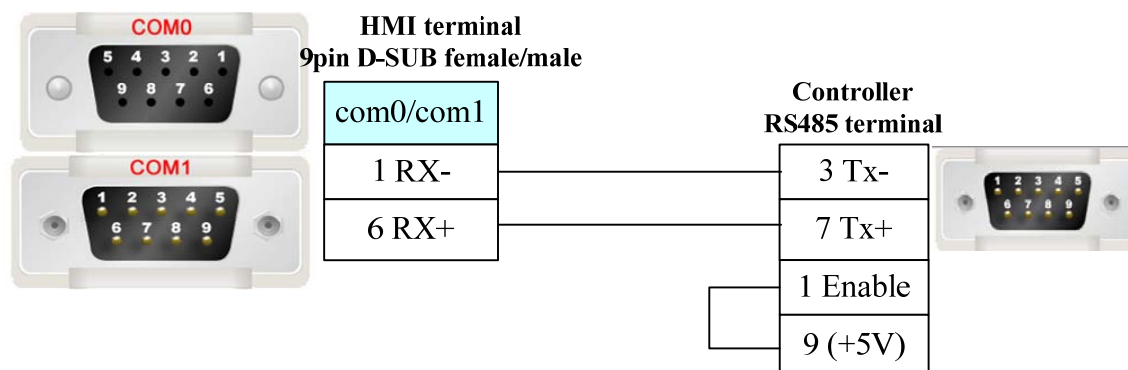 COM0
5 4 3 2 1
9 8 7 6
COM1
1 2 3 4 5
6 7 8 9
HMI terminal
9pin D-SUB female/male
com0/com1
1 RX-
6 RX+
Controller
RS485 terminal
3 Tx-
7 Tx+
1 Enable
9 (+5V)
1 2 3 4 5
6 7 8 9